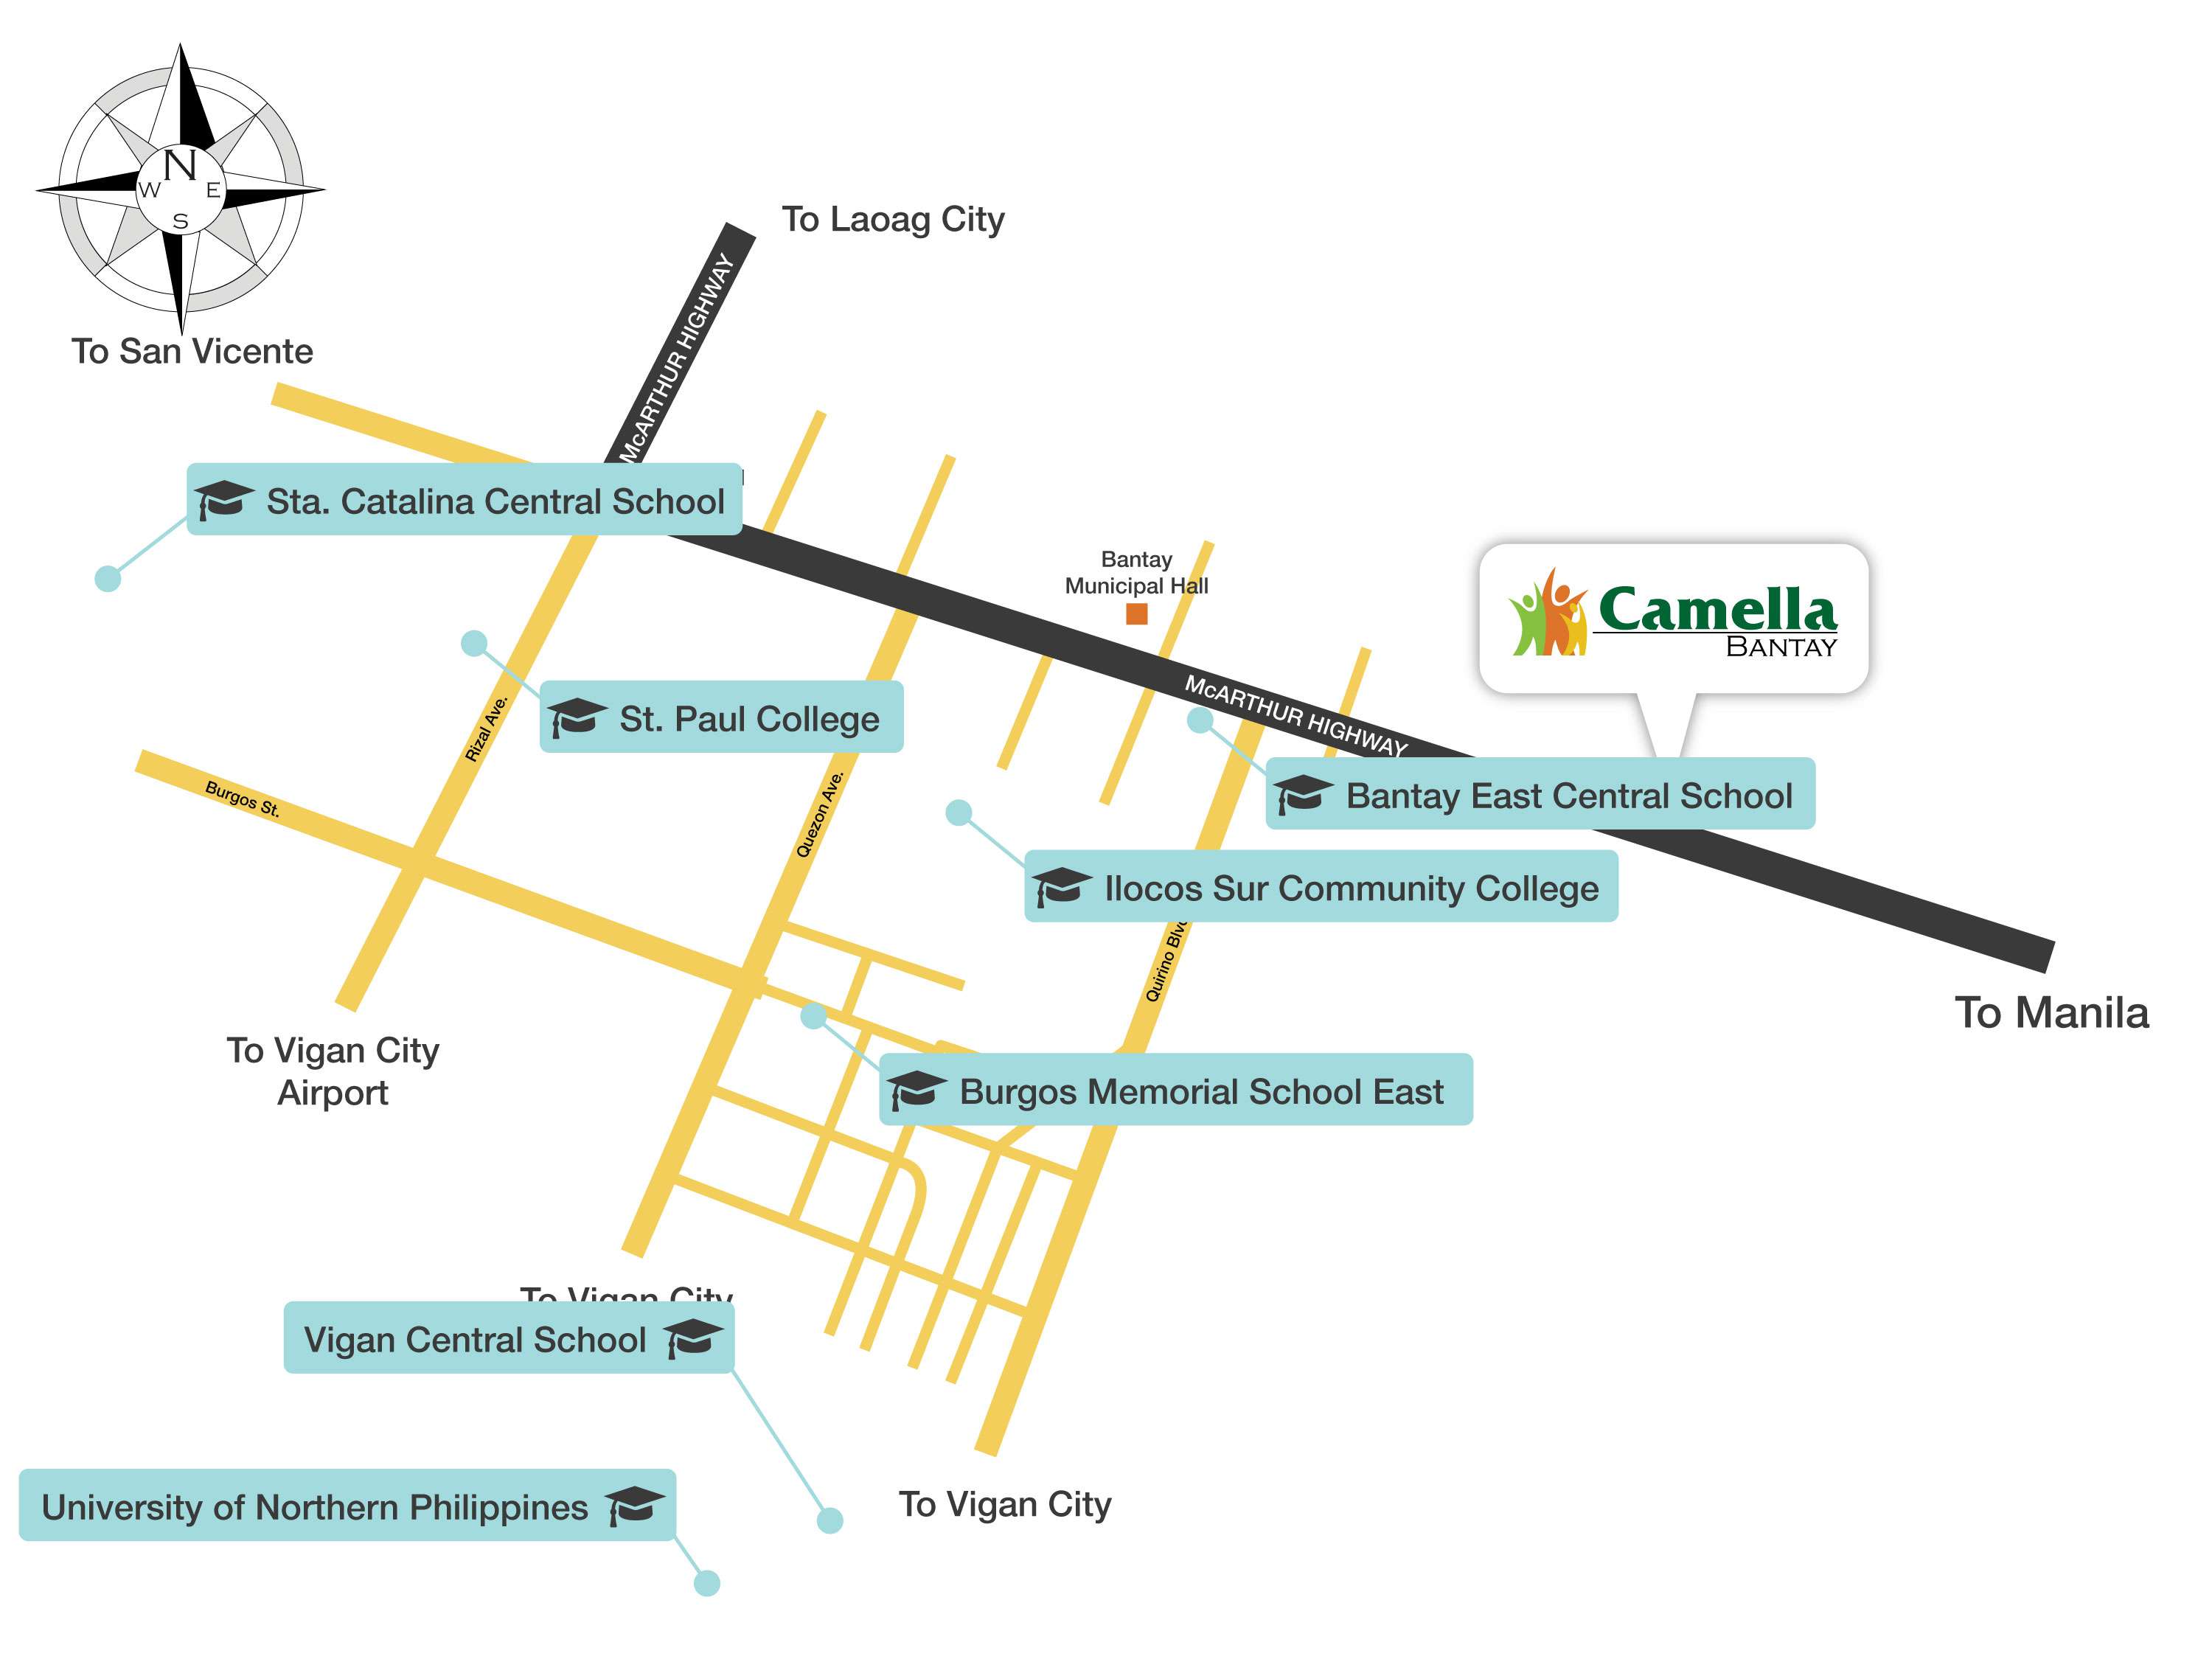 N
W E
S
To Laoag City
To San Vicente
McARTHUR HIGHWAY
Sta. Catalina Central School
Bantay
Municipal Hall
Camella
BANTAY
St. Paul College
McARTHUR HIGHWAY
Rizal Ave.
Bantay East Central School
Burgos St.
Quezon Ave.
Ilocos Sur Community College
Quirino Blvd
To Manila
To Vigan City
Airport
Burgos Memorial School East
To Vigan City
Vigan Central School
University of Northern Philippines
To Vigan City